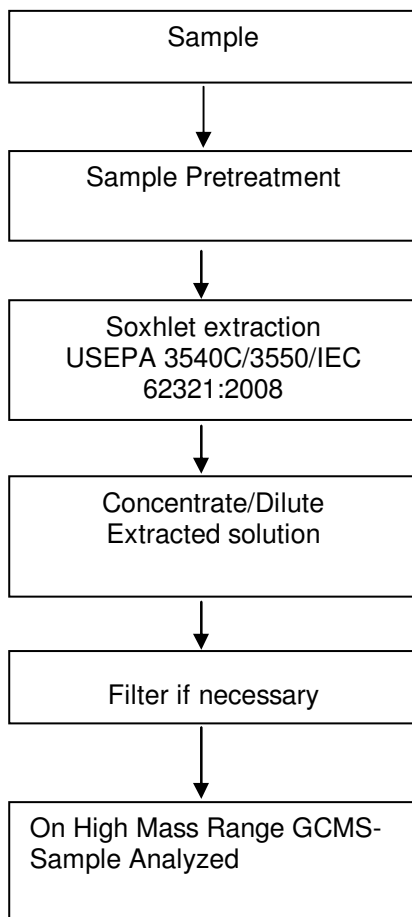 Sample
Sample Pretreatment
Soxhlet extraction
USEPA 3540C/3550/IEC
62321:2008
Concentrate/Dilute
Extracted solution
Filter if necessary
On High Mass Range GCMS-
Sample Analyzed